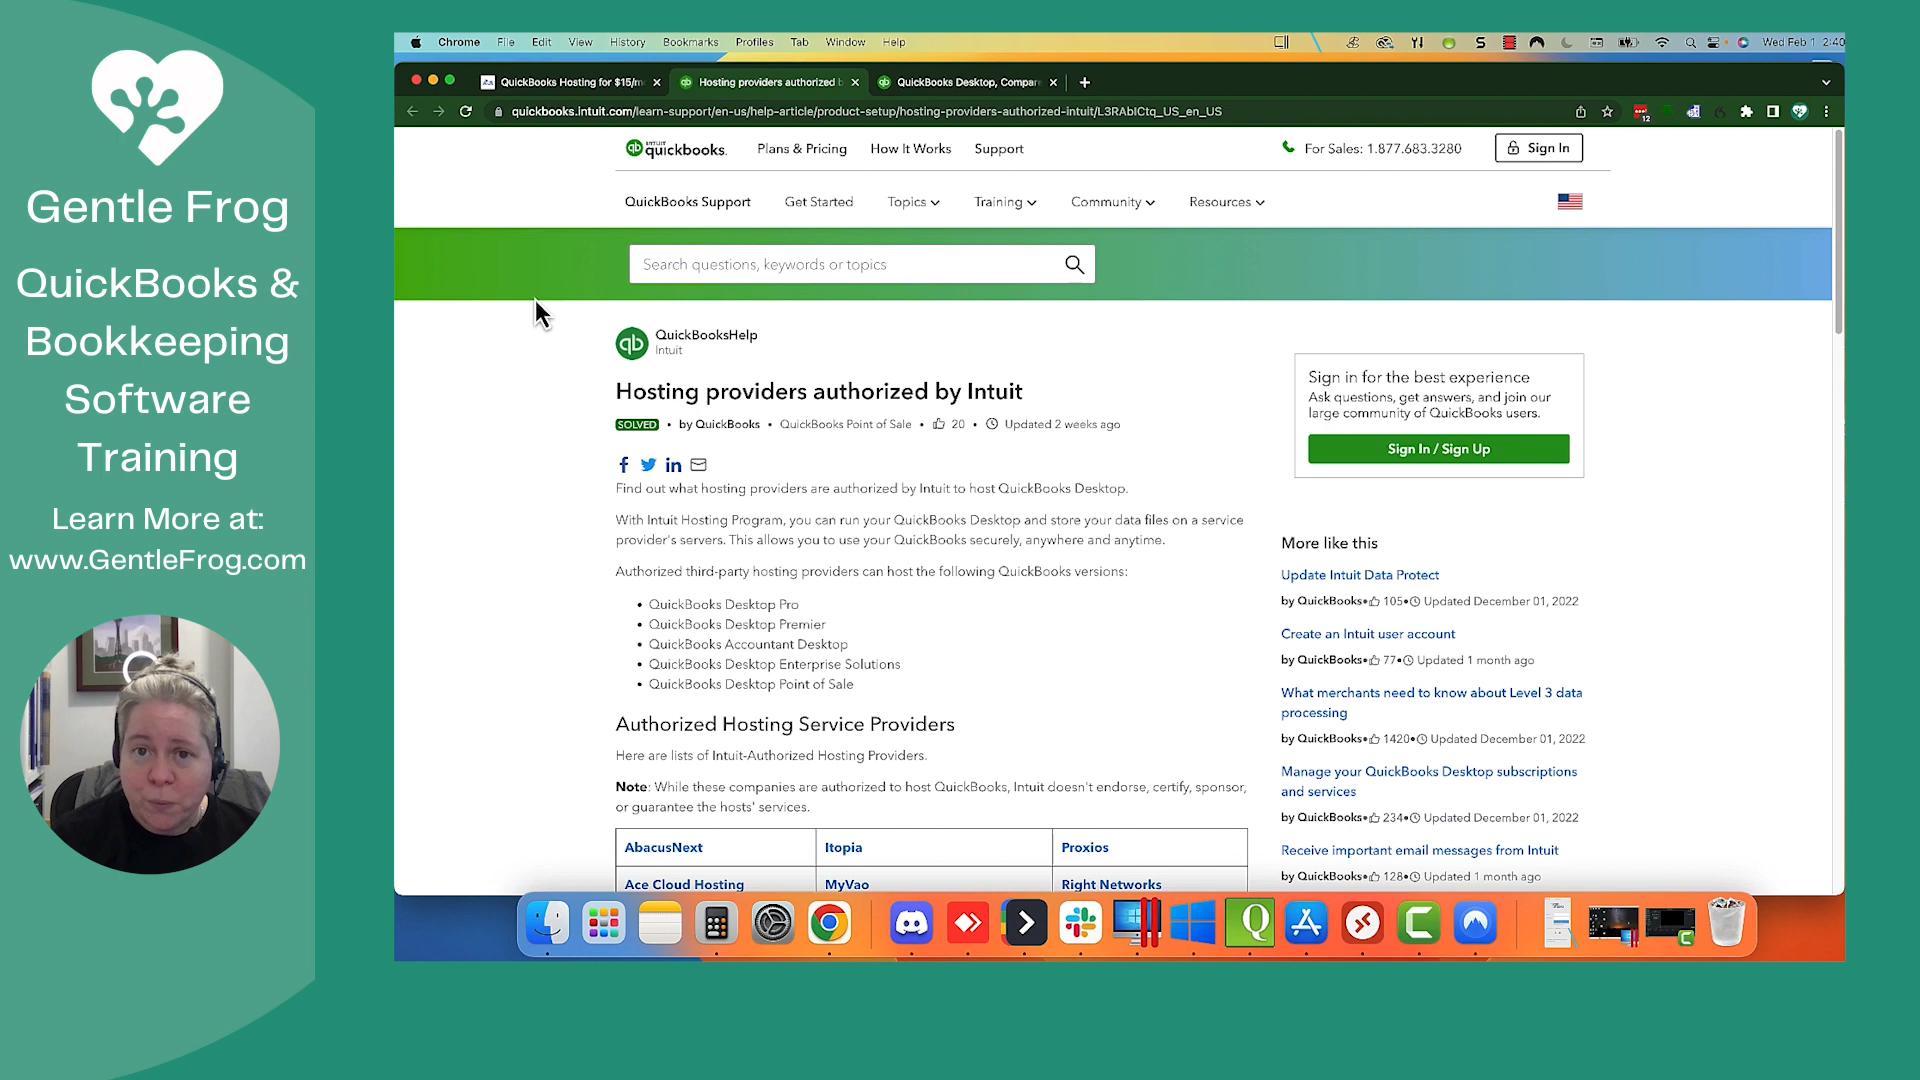 Gentle Frog
QuickBooks &
Bookkeeping
Software
Training
Learn More at:
www.GentleFrog.com
Chrome File Edit View History Bookmarks Profiles Tab Window Help
Wed Feb 1 2:40
QuickBooks Hosting for $15/m
Hosting providers authorized b
QuickBooks Desktop, Compar
quickbooks.intuit.com/learn-support/en-us/help-article/product-setup/hosting-providers-authorized-intuit/L3RAbICtq_US_en_US
12
INTUIT
quickbooks.
Plans & Pricing How It Works Support
For Sales: 1.877.683.3280
Sign In
QuickBooks Support Get Started Topics Training Community Resources
Search questions, keywords or topics
qb
QuickBooksHelp
Intuit
Hosting providers authorized by Intuit
SOLVED • by QuickBooks • QuickBooks Point of Sale • 20 • Updated 2 weeks ago
Find out what hosting providers are authorized by Intuit to host QuickBooks Desktop.
With Intuit Hosting Program, you can run your QuickBooks Desktop and store your data files on a service
provider's servers. This allows you to use your QuickBooks securely, anywhere and anytime.
Authorized third-party hosting providers can host the following QuickBooks versions:
• QuickBooks Desktop Pro
• QuickBooks Desktop Premier
• QuickBooks Accountant Desktop
• QuickBooks Desktop Enterprise Solutions
• QuickBooks Desktop Point of Sale
Authorized Hosting Service Providers
Here are lists of Intuit-Authorized Hosting Providers.
Note: While these companies are authorized to host QuickBooks, Intuit doesn't endorse, certify, sponsor,
or guarantee the hosts' services.
AbacusNext Itopia Proxios
Ace Cloud Hosting MyVao Right Networks
Sign in for the best experience
Ask questions, get answers, and join our
large community of QuickBooks users.
Sign In / Sign Up
More like this
Update Intuit Data Protect
by QuickBooks• 105• Updated December 01, 2022
Create an Intuit user account
by QuickBooks• 77• Updated 1 month ago
What merchants need to know about Level 3 data
processing
by QuickBooks• 1420• Updated December 01, 2022
Manage your QuickBooks Desktop subscriptions
and services
by QuickBooks• 234• Updated December 01, 2022
Receive important email messages from Intuit
by QuickBooks• 128• Updated 1 month ago